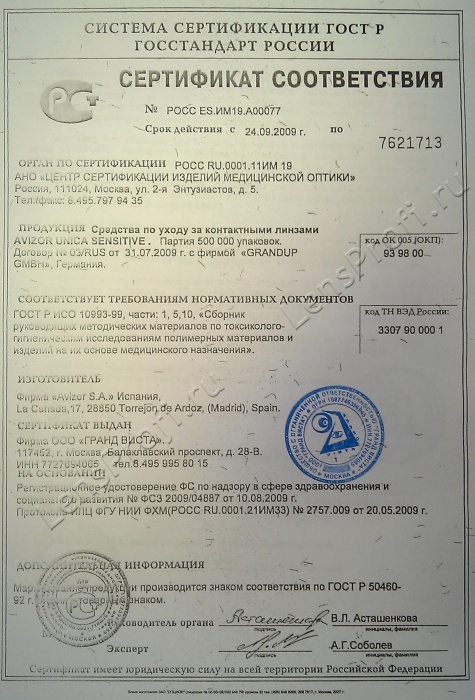 СИСТЕМА СЕРТИФИКАЦИИ ГОСТ Р
ГОССТАНДАРТ РОССИИ
СЕРТИФИКАТ СООТВЕТСТВИЯ
№ РОСС ES.ИМ19.А00077
Срок действия с 24.09.2009 г. по
7621713
ОРГАН ПО СЕРТИФИКАЦИИ РОСС RU.0001.11ИМ 19
АНО «ЦЕНТР СЕРТИФИКАЦИИ ИЗДЕЛИЙ МЕДИЦИНСКОЙ ОПТИКИ»
Россия, 111024, Москва, ул. 2-я Энтузиастов, д. 5.
Тел./факс: 8.495.797 94 35
ПРОДУКЦИЯ Средства по уходу за контактными линзами
AVIZOR UNICA SENSITIVE. Партия 500 000 упаковок.
Договор № 03/RUS от 31.07.2009 г. с фирмой «GRANDUP
GMBH», Германия.
код ОК 005 (ОКП):
93 98 00
СООТВЕТСТВУЕТ ТРЕБОВАНИЯМ НОРМАТИВНЫХ ДОКУМЕНТОВ
ГОСТ Р ИСО 10993-99, части: 1, 5,10, «Сборник
руководящих методических материалов по токсиколого-
гигиеническим исследованиям полимерных материалов и
изделий на их основе медицинского назначения».
код ТН ВЭД России:
3307 90 000 1
ИЗГОТОВИТЕЛЬ
Фирма «Avizor S.A.» Испания,
La Canada,17, 28850 Torrejon de Ardoz, (Madrid), Spain.
СЕРТИФИКАТ ВЫДАН
Фирма ООО «ГРАНД ВИСТА».
117452, г. Москва, Балаклавский проспект, д. 28-В.
ИНН 7727694065 тел.8 495 995 80 15
НА ОСНОВАНИИ
Регистрационное удостоверение ФС по надзору в сфере здравоохранения и
социального развития № ФСЗ 2009/04887 от 10.08.2009 г.
Протокола ИЛЦ ФГУ НИИ ФХМ(РОСС RU.0001.21ИМ33) № 2757.009 от 20.05.2009 г.
ДОПОЛНИТЕЛЬНАЯ ИНФОРМАЦИЯ
Маркирование продукции производится знаком соответствия по ГОСТ Р 50460-
92 г. товарным знаком.
Руководитель органа В.Л. Асташенкова
подпись инициалы, фамилия
Эксперт А.Г.Соболев
подпись инициалы, фамилия
Сертификат имеет юридическую силу на всей территории Российской Федерации
LensProfi.ru